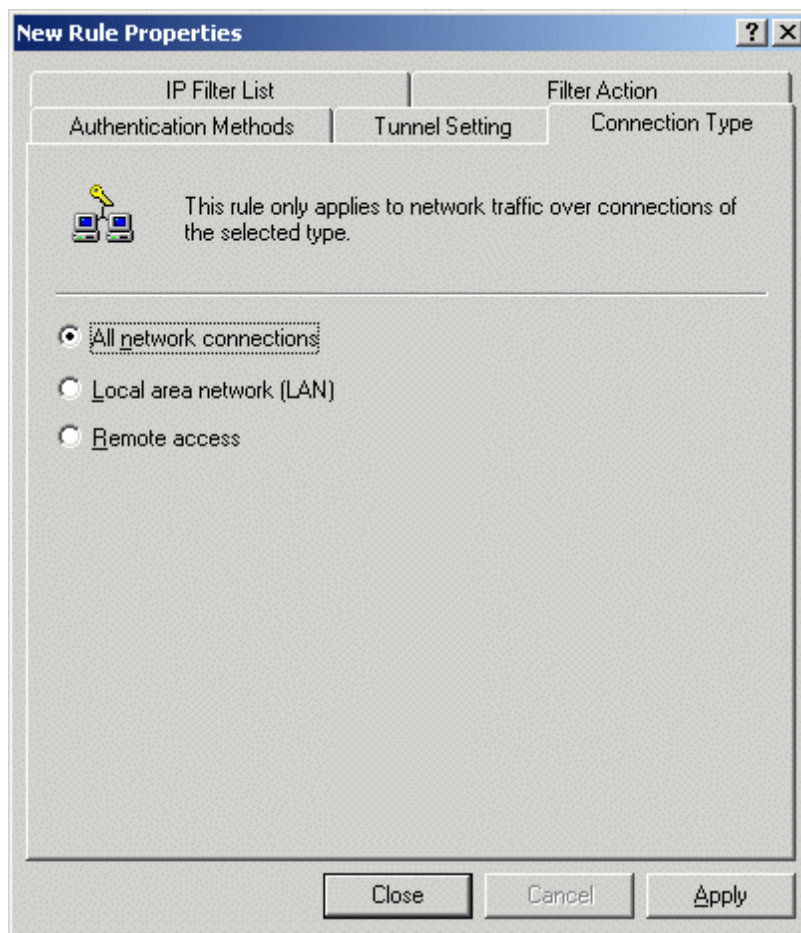 New Rule Properties
IP Filter List
Filter Action
Authentication Methods
Tunnel Setting
Connection Type
This rule only applies to network traffic over connections of
the selected type.
All network connections
Local area network (LAN)
Remote access
Close
Cancel
Apply